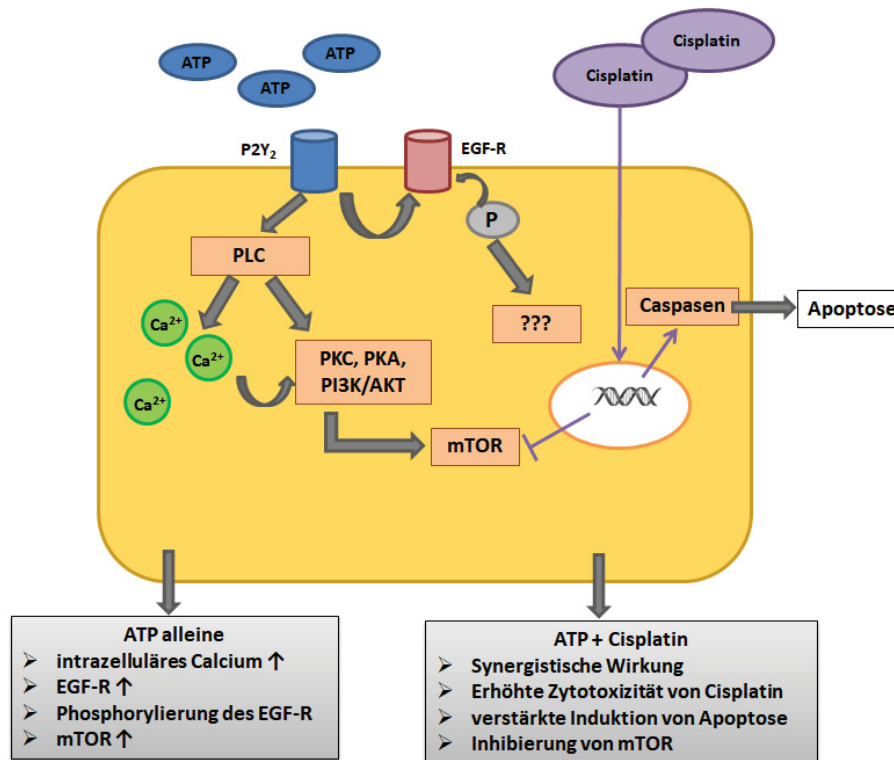 ATP
ATP
ATP
Cisplatin
Cisplatin
P2Y₂
EGF-R
P
PLC
???
Caspasen
Apoptose
Ca²⁺
Ca²⁺
Ca²⁺
PKC, PKA,
PI3K/AKT
mTOR
ATP alleine
➢ intrazelluläres Calcium ↑
➢ EGF-R ↑
➢ Phosphorylierung des EGF-R
➢ mTOR ↑
ATP + Cisplatin
➢ Synergistische Wirkung
➢ Erhöhte Zytotoxizität von Cisplatin
➢ verstärkte Induktion von Apoptose
➢ Inhibierung von mTOR